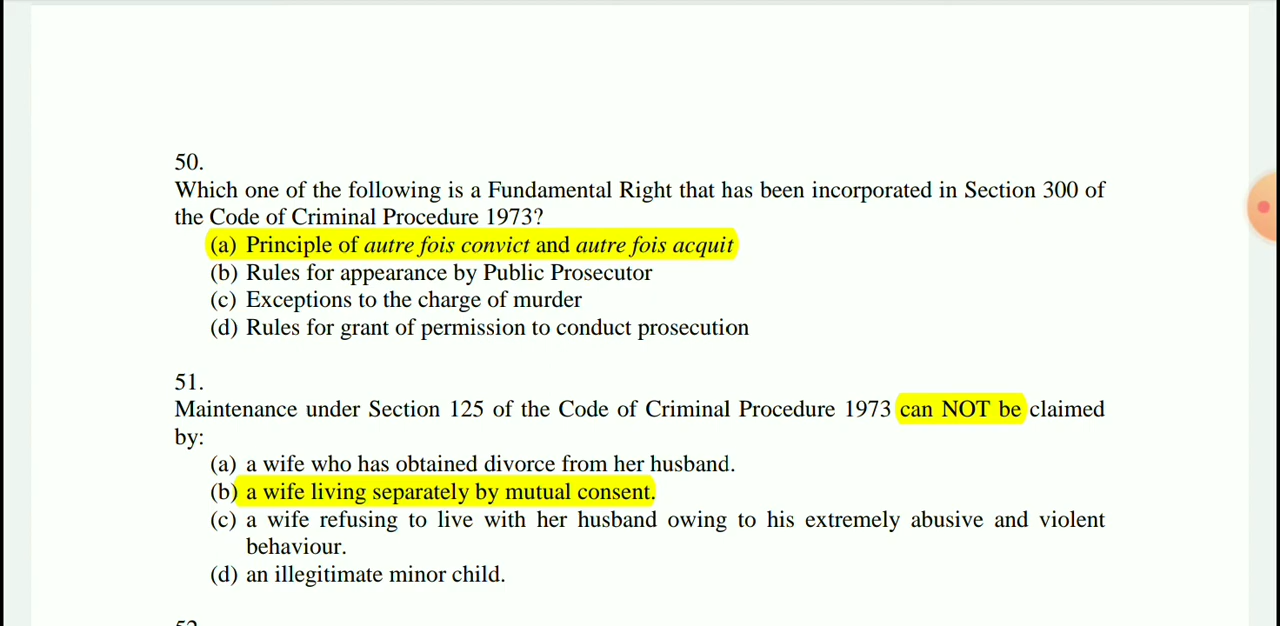 50.
Which one of the following is a Fundamental Right that has been incorporated in Section 300 of
the Code of Criminal Procedure 1973?
(a) Principle of autre fois convict and autre fois acquit
(b) Rules for appearance by Public Prosecutor
(c) Exceptions to the charge of murder
(d) Rules for grant of permission to conduct prosecution
51.
Maintenance under Section 125 of the Code of Criminal Procedure 1973 can NOT be claimed
by:
(a) a wife who has obtained divorce from her husband.
(b) a wife living separately by mutual consent.
(c) a wife refusing to live with her husband owing to his extremely abusive and violent
behaviour.
(d) an illegitimate minor child.